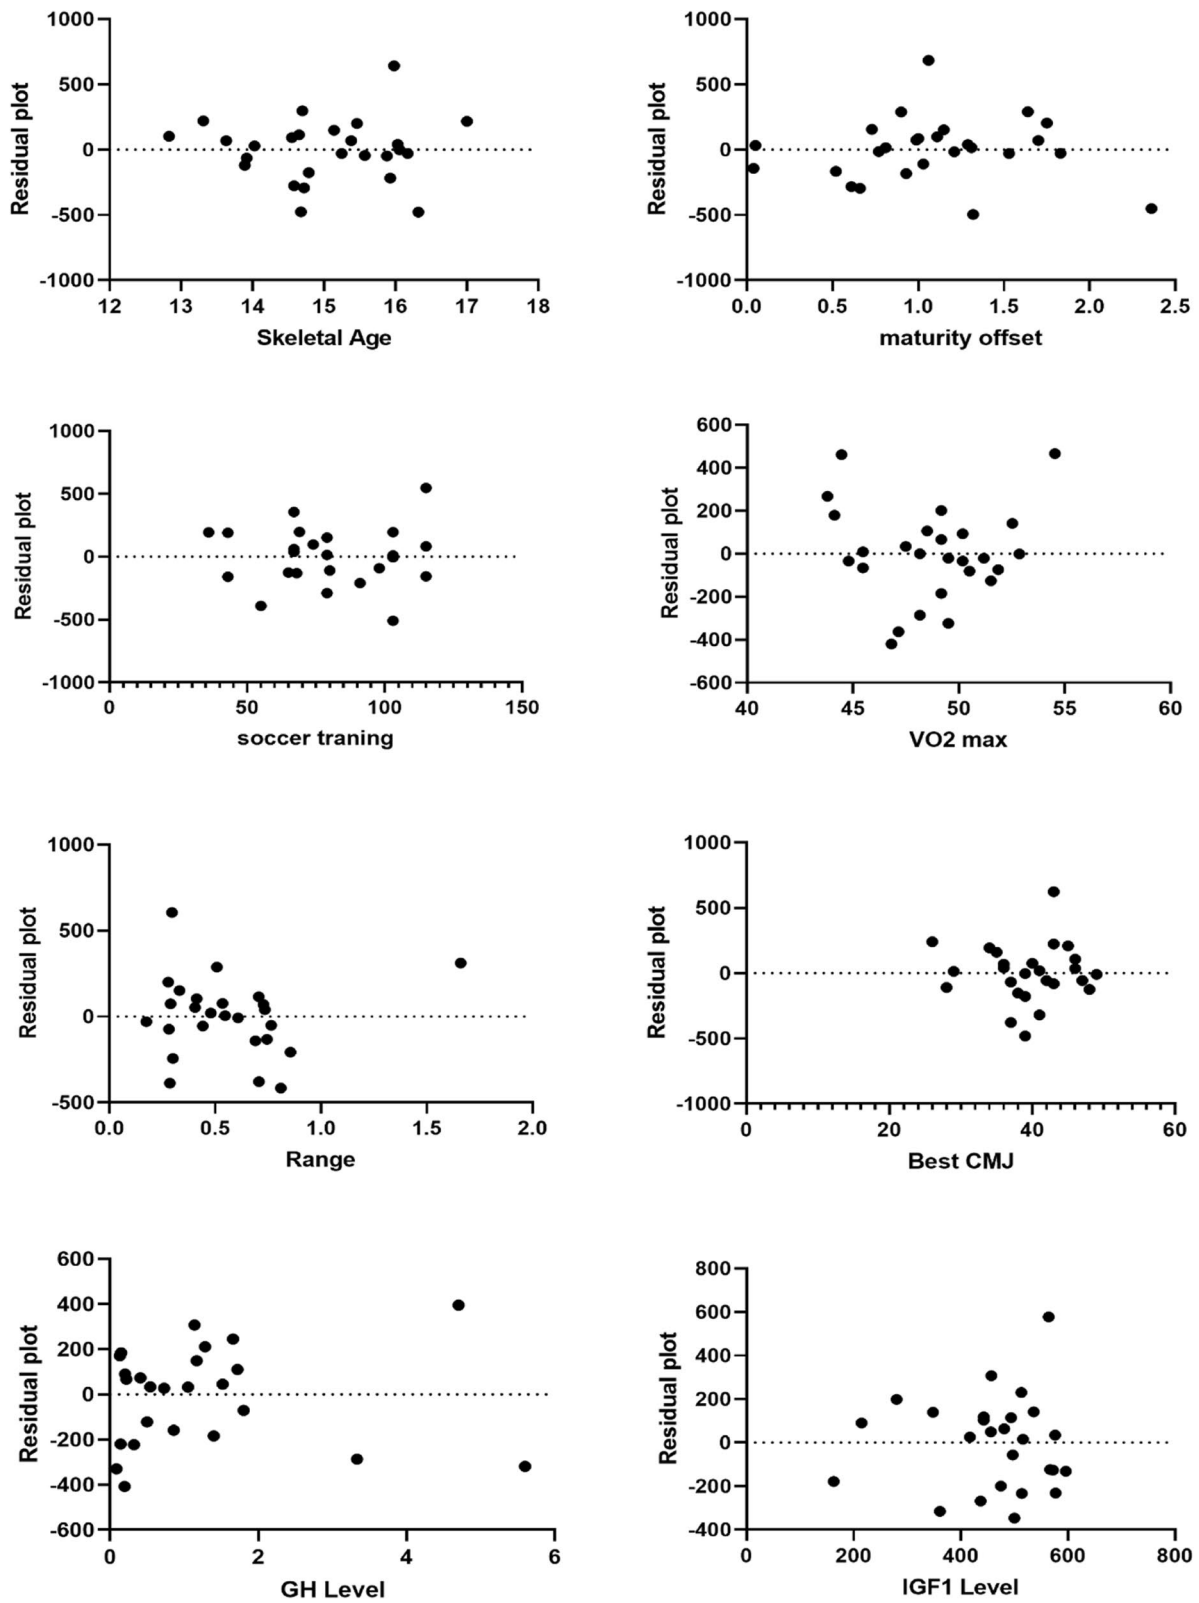 1000
500
0
-500
-1000
Residual plot
12 13 14 15 16 17 18
Skeletal Age
1000
500
0
-500
-1000
Residual plot
0.0 0.5 1.0 1.5 2.0 2.5
maturity offset
1000
500
0
-500
-1000
Residual plot
0 50 100 150
soccer traning
600
400
200
0
-200
-400
-600
Residual plot
40 45 50 55 60
VO2 max
1000
500
0
-500
Residual plot
0.0 0.5 1.0 1.5 2.0
Range
1000
500
0
-500
-1000
Residual plot
0 20 40 60
Best CMJ
600
400
200
0
-200
-400
-600
Residual plot
0 2 4 6
GH Level
800
600
400
200
0
-200
-400
Residual plot
0 200 400 600 800
IGF1 Level